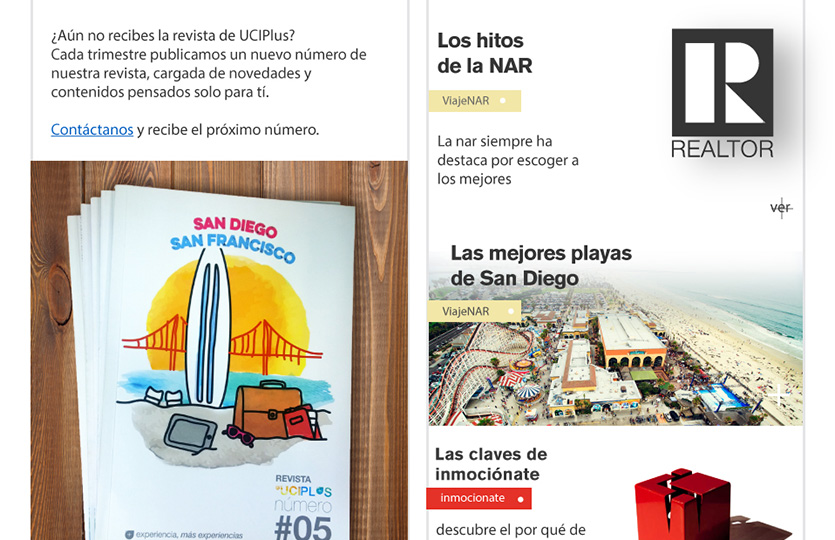 ¿Aún no recibes la revista de UCIPlus?
Cada trimestre publicamos un nuevo número de
nuestra revista, cargada de novedades y
contenidos pensados solo para tí.
Contáctanos y recibe el próximo número.
SAN DIEGO
SAN FRANCISCO
REVISTA
UCIPLUS
número
#05
experiencia, más experiencias
Los hitos
de la NAR
ViajeNAR
La nar siempre ha
destaca por escoger a
los mejores
R
REALTOR
ver
Las mejores playas
de San Diego
ViajeNAR
Las claves de
inmociónate
inmocionate
descubre el por qué de